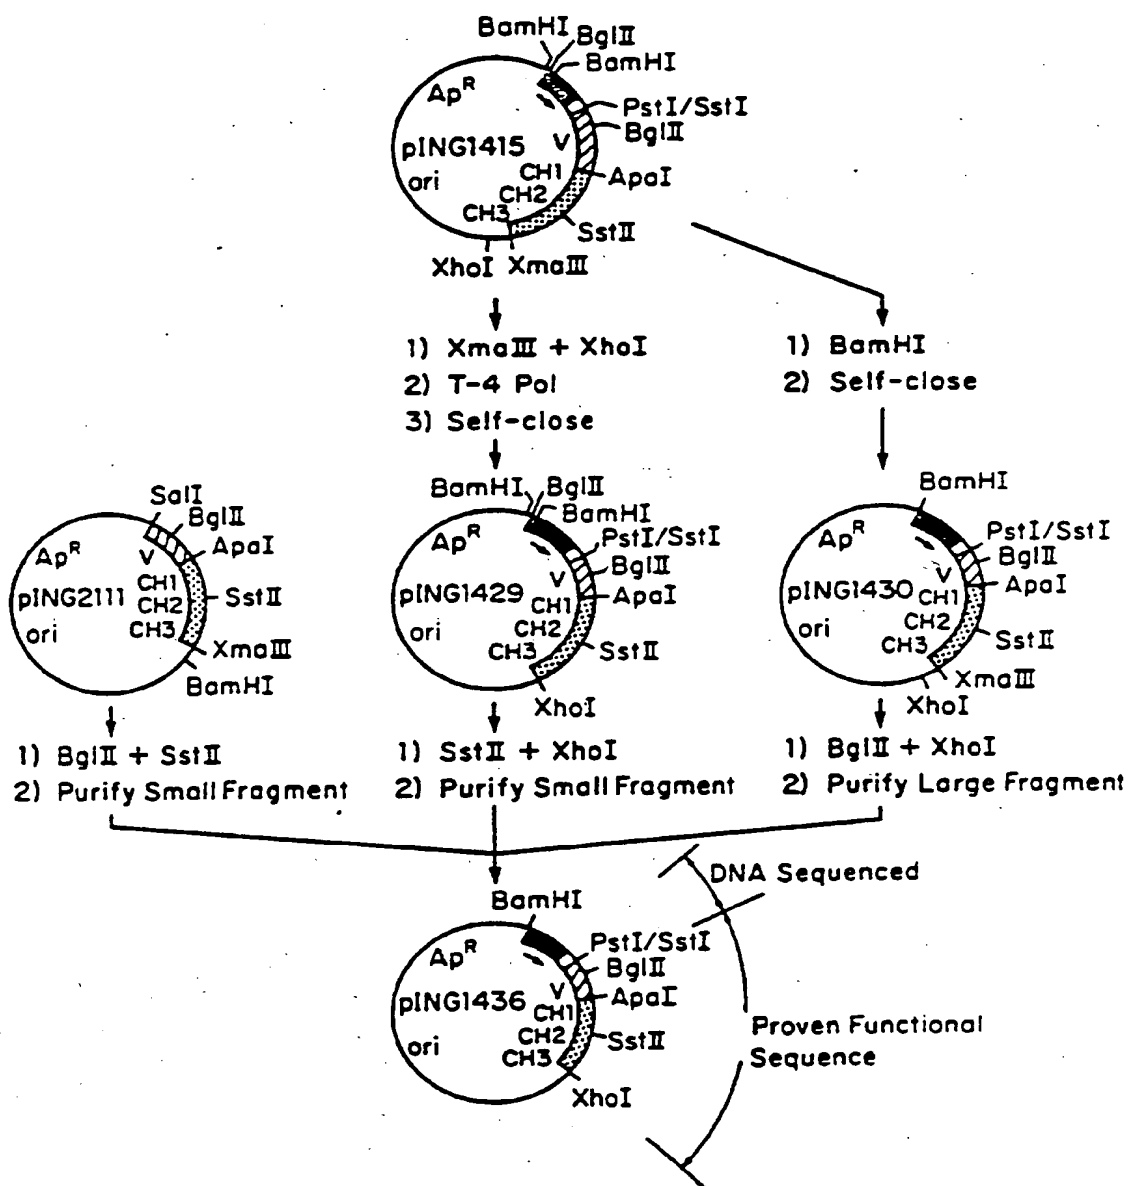 BamHI
BglII
BamHI
Ap^R
PstI/SstI
BglII
pING1415
V
ori
CH1
ApaI
CH2
CH3
SstII
XhoI XmaIII
1) XmaIII + XhoI
2) T-4 Pol
3) Self-close
1) BamHI
2) Self-close
SalI
BglII
ApaI
Ap^R
V
pING2111
CH1
CH2
SstII
ori
CH3
XmaIII
BamHI
BamHI
BglII
BamHI
Ap^R
PstI/SstI
V
BglII
pING1429
CH1
ApaI
ori
CH2
CH3
SstII
XhoI
BamHI
Ap^R
PstI/SstI
BglII
V
ApaI
pING1430
CH1
CH2
ori
CH3
SstII
XmaIII
XhoI
1) BglII + SstII
2) Purify Small Fragment
1) SstII + XhoI
2) Purify Small Fragment
1) BglII + XhoI
2) Purify Large Fragment
BamHI
Ap^R
PstI/SstI
BglII
V
ApaI
pING1436
CH1
ori
CH2
SstII
CH3
XhoI
DNA Sequenced
Proven Functional
Sequence